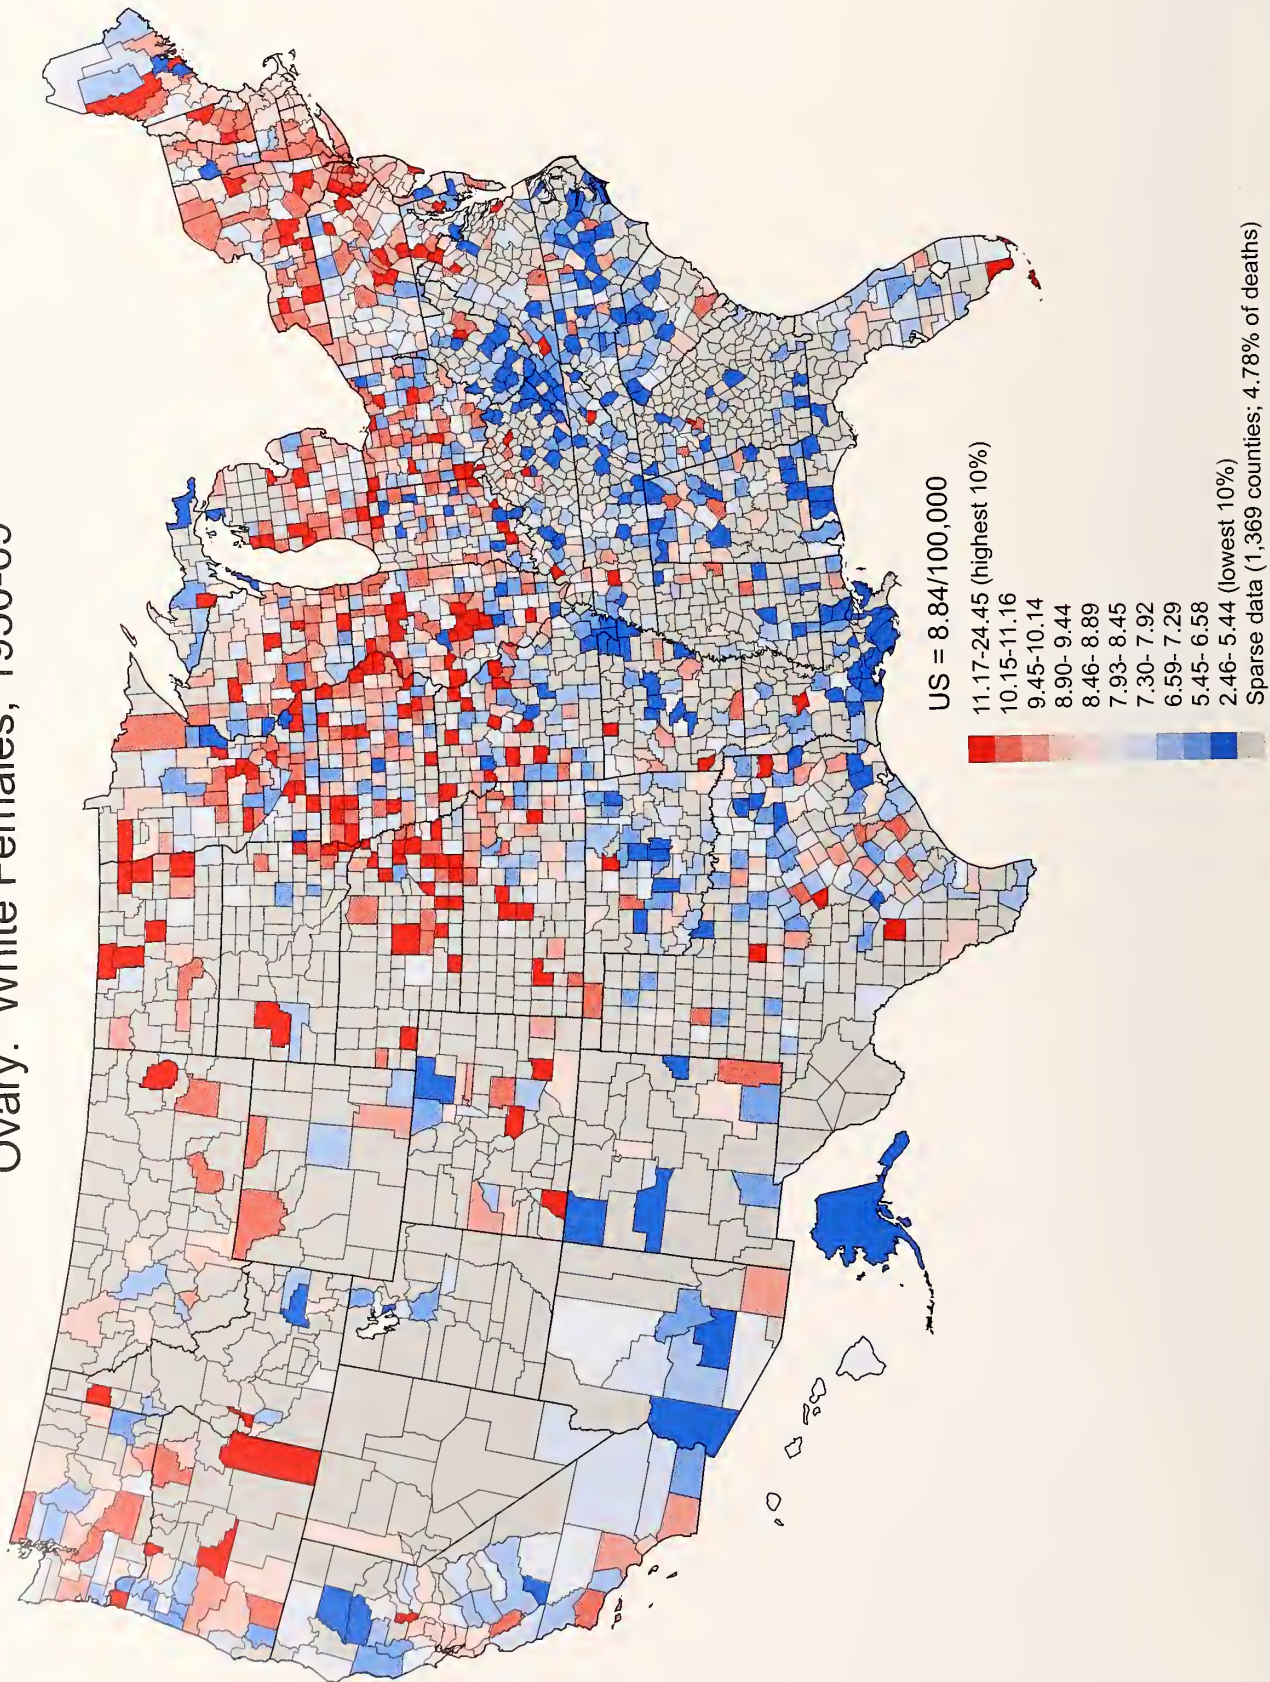 US = 8.84/100,000
11.17-24.45 (highest 10%)
10.15-11.16
9.45-10.14
8.90- 9.44
8.46- 8.89
7.93- 8.45
7.30- 7.92
6.59- 7.29
5.45- 6.58
2.46- 5.44 (lowest 10%)
Sparse data (1,369 counties; 4.78% of deaths)
Ovary: White Females, 1950-69